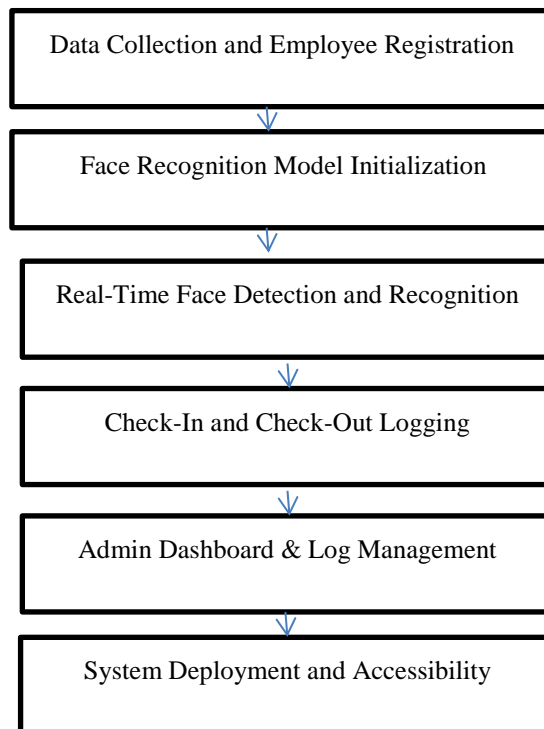 Data Collection and Employee Registration
Face Recognition Model Initialization
Real-Time Face Detection and Recognition
Check-In and Check-Out Logging
Admin Dashboard & Log Management
System Deployment and Accessibility